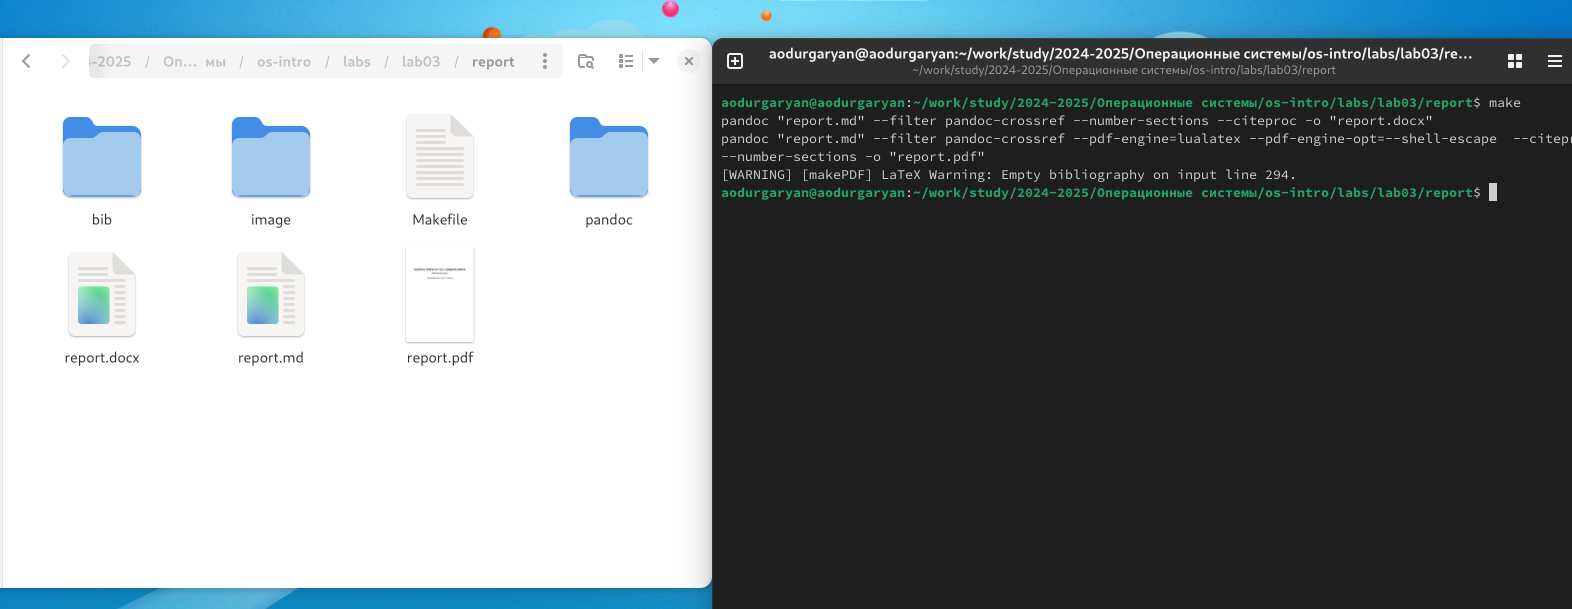 -2025 / Оп... мы / os-intro / labs / lab03 / report
bib
image
Makefile
pandoc
report.docx
report.md
report.pdf
aodurgaryan@aodurgaryan:~/work/study/2024-2025/Операционные системы/os-intro/labs/lab03/re...
~/work/study/2024-2025/Операционные системы/os-intro/labs/lab03/report
aodurgaryan@aodurgaryan:~/work/study/2024-2025/Операционные системы/os-intro/labs/lab03/report$ make
pandoc "report.md" --filter pandoc-crossref --number-sections --citeproc -o "report.docx"
pandoc "report.md" --filter pandoc-crossref --pdf-engine=lualatex --pdf-engine-opt=--shell-escape  --citep
--number-sections -o "report.pdf"
[WARNING] [makePDF] LaTeX Warning: Empty bibliography on input line 294.
aodurgaryan@aodurgaryan:~/work/study/2024-2025/Операционные системы/os-intro/labs/lab03/report$